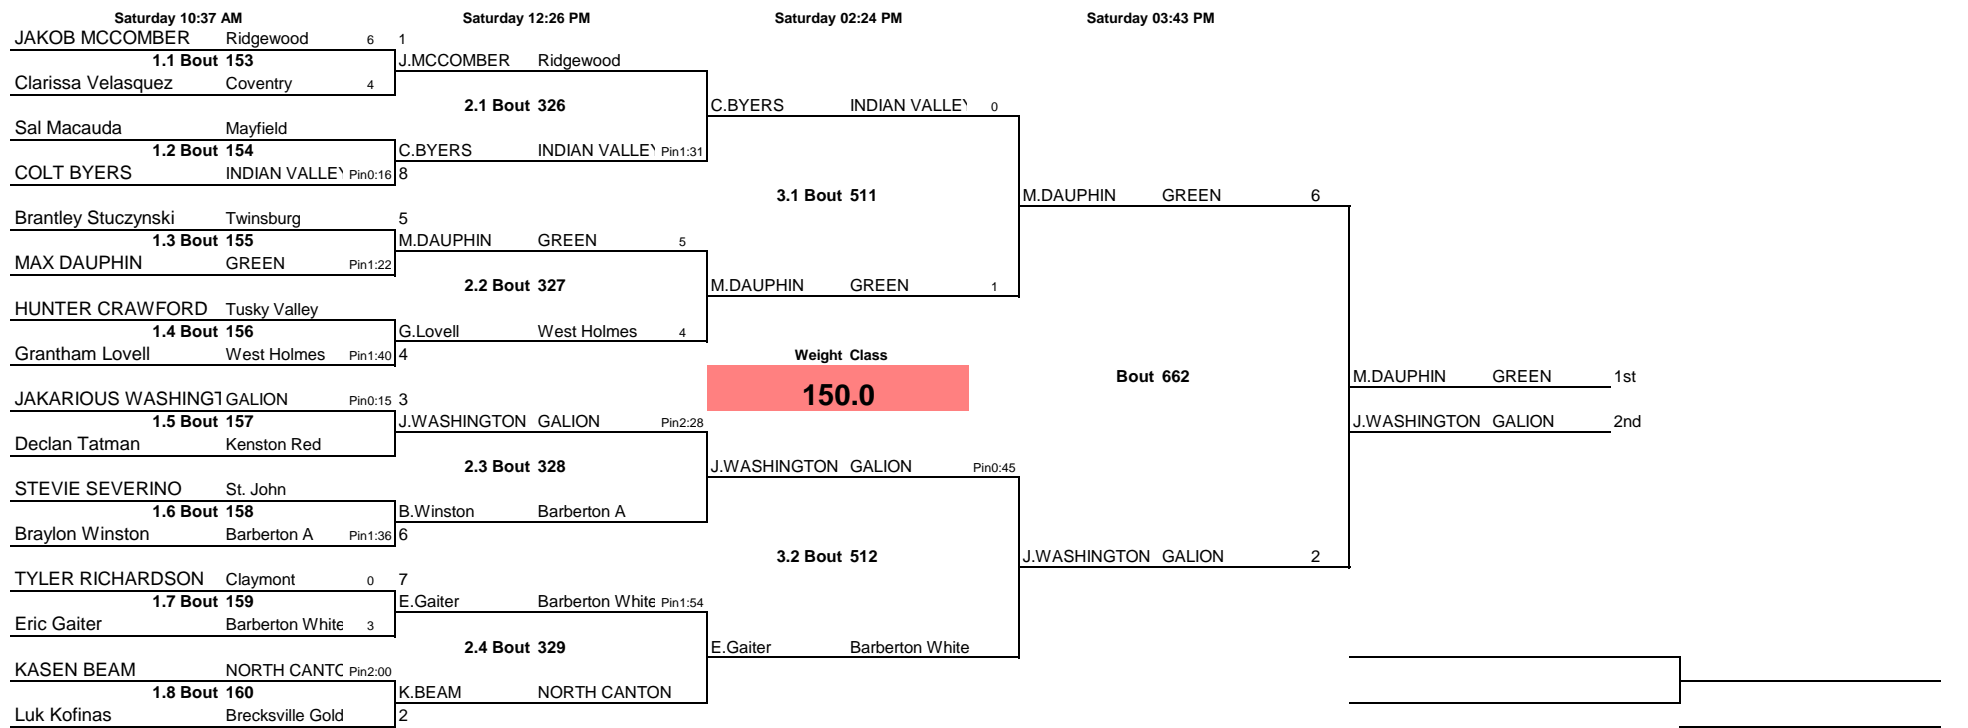 Saturday 10:37 AM Saturday 12:26 PM Saturday 02:24 PM Saturday 03:43 PM
JAKOB MCCOMBER Ridgewood 6 1
1.1 Bout 153 J.MCCOMBER Ridgewood
Clarissa Velasquez Coventry 4
2.1 Bout 326 C.BYERS INDIAN VALLEY 0
Sal Macauda Mayfield
1.2 Bout 154 C.BYERS INDIAN VALLEY Pin1:31
COLT BYERS INDIAN VALLEY Pin0:16 8
3.1 Bout 511 M.DAUPHIN GREEN 6
Brantley Stuczynski Twinsburg 5
1.3 Bout 155 M.DAUPHIN GREEN 5
MAX DAUPHIN GREEN Pin1:22
2.2 Bout 327 M.DAUPHIN GREEN 1
HUNTER CRAWFORD Tusky Valley
1.4 Bout 156 G.Lovell West Holmes 4
Grantham Lovell West Holmes Pin1:40 4 Weight Class
Bout 662 M.DAUPHIN GREEN 1st
JAKARIOUS WASHINGT GALION Pin0:15 3 150.0
1.5 Bout 157 J.WASHINGTON GALION Pin2:28 J.WASHINGTON GALION 2nd
Declan Tatman Kenston Red
2.3 Bout 328 J.WASHINGTON GALION Pin0:45
STEVIE SEVERINO St. John
1.6 Bout 158 B.Winston Barberton A
Braylon Winston Barberton A Pin1:36 6
3.2 Bout 512 J.WASHINGTON GALION 2
TYLER RICHARDSON Claymont 0 7
1.7 Bout 159 E.Gaiter Barberton White Pin1:54
Eric Gaiter Barberton White 3
2.4 Bout 329 E.Gaiter Barberton White
KASEN BEAM NORTH CANTC Pin2:00
1.8 Bout 160 K.BEAM NORTH CANTON
Luk Kofinas Brecksville Gold 2